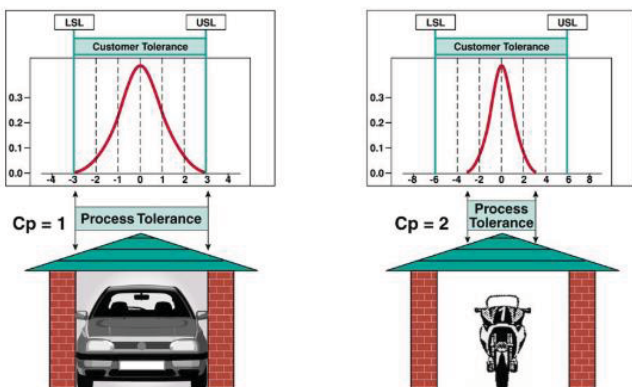 LSL
USL
Customer Tolerance
0.3
0.2
0.1
0.0
-4 -3 -2 -1 0 1 2 3 4
Cp = 1
Process Tolerance
LSL
USL
Customer Tolerance
0.3
0.2
0.1
0.0
-8 -6 -4 -2 0 2 4 6 8
Cp = 2
Process
Tolerance
1